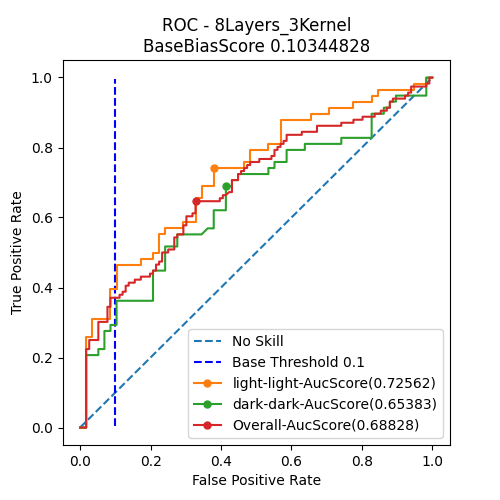 ROC - 8Layers_3Kernel
BaseBiasScore 0.10344828
1.0
0.8
0.6
0.4
0.2
0.0
True Positive Rate
No Skill
Base Threshold 0.1
light-light-AucScore(0.72562)
dark-dark-AucScore(0.65383)
Overall-AucScore(0.68828)
0.0 0.2 0.4 0.6 0.8 1.0
False Positive Rate